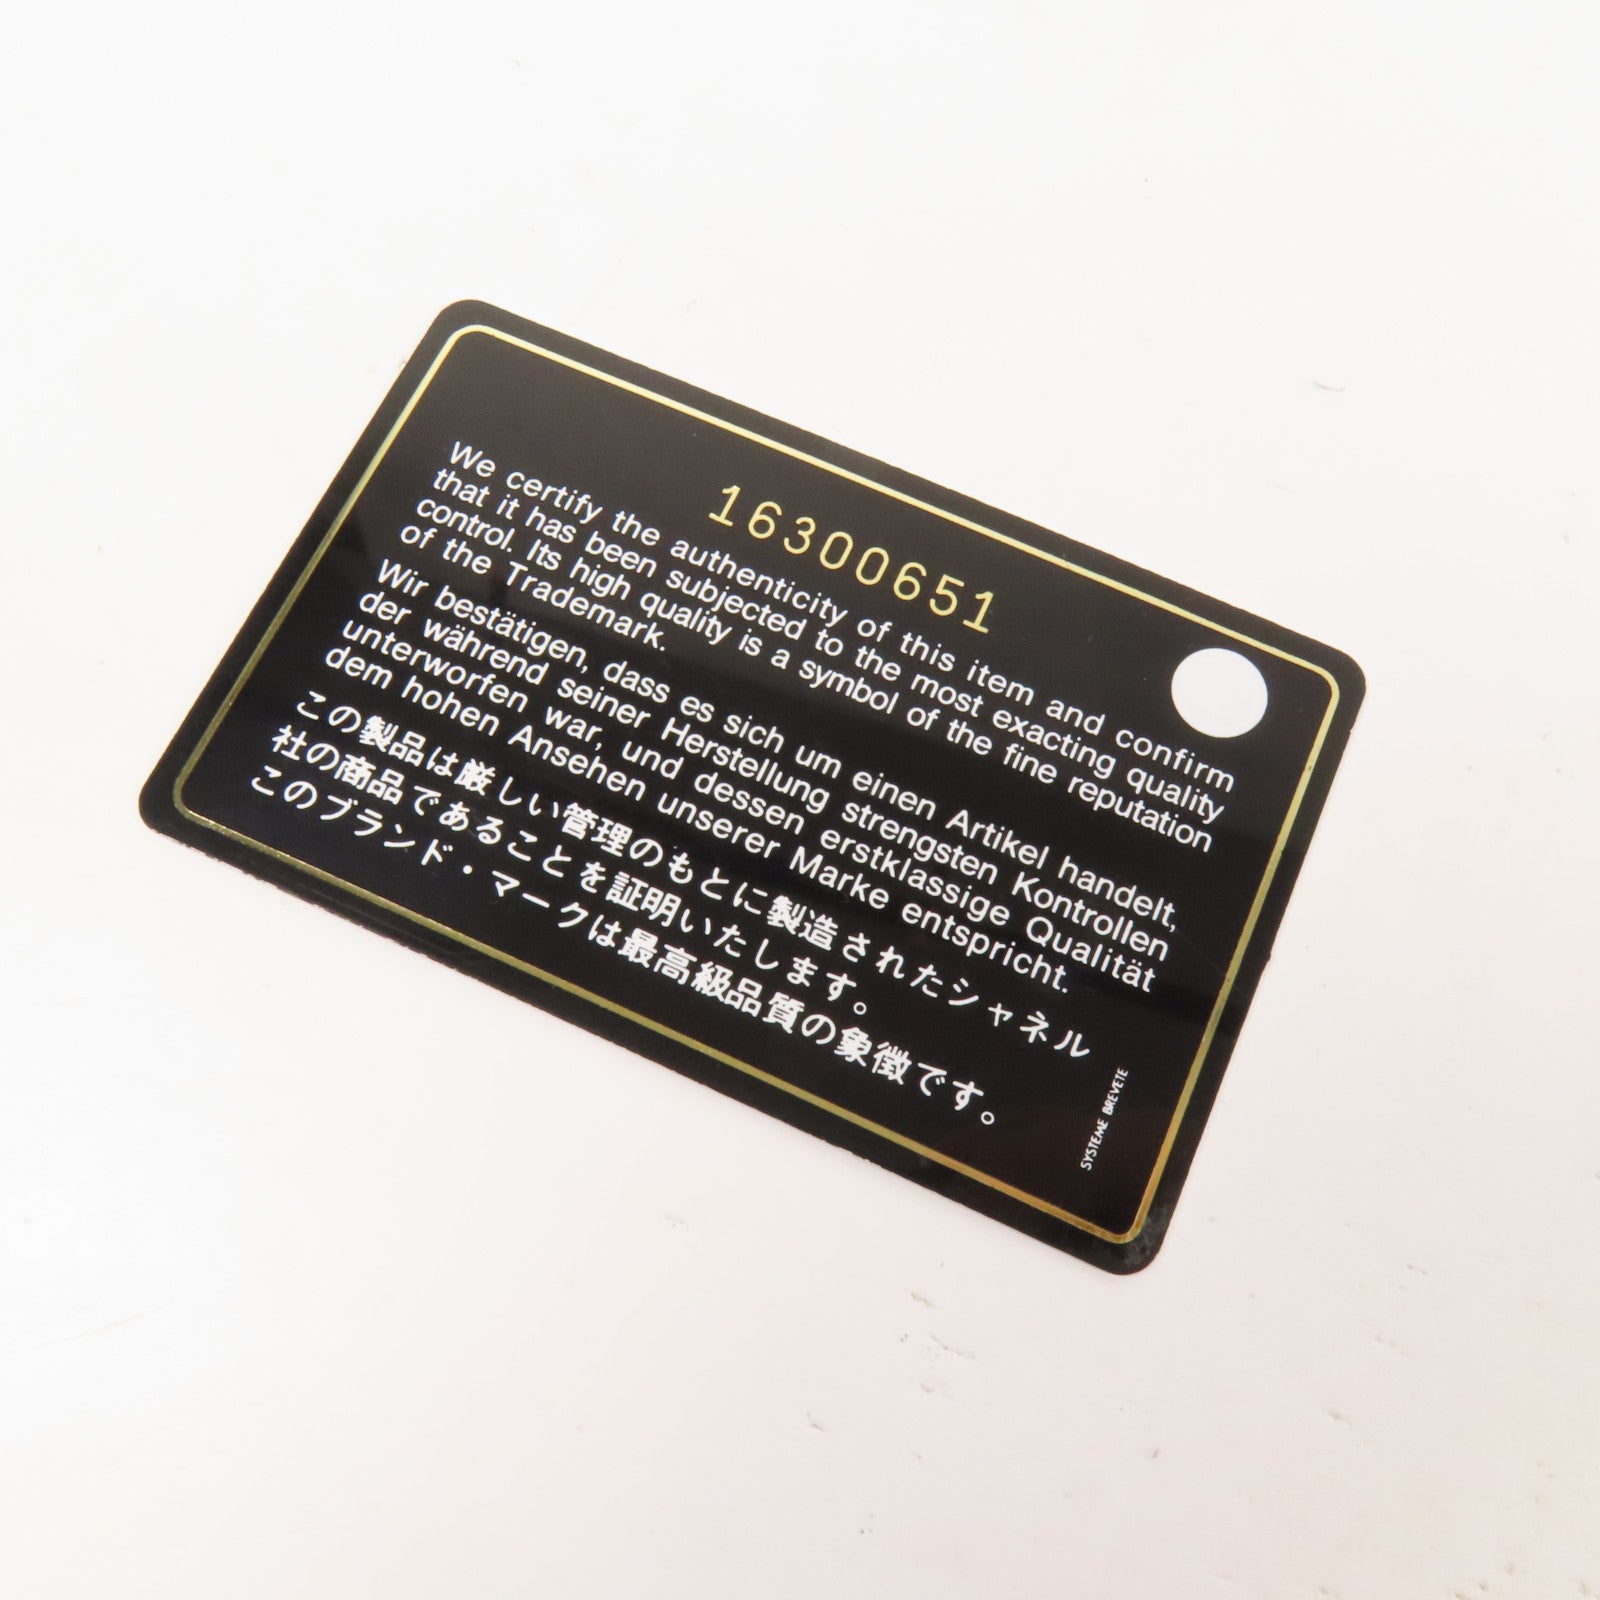 16300651
We certify the authenticity of this item and confirm
that it has been subjected to the most exacting quality
control. Its high quality is a symbol of the fine reputation
of the Trademark.
Wir bestätigen, dass es sich um einen Artikel handelt,
der während seiner Herstellung strengsten Kontrollen
unterworfen war, und dessen erstklassige Qualität
dem hohen Ansehen unserer Marke entspricht.
この製品は厳しい管理のもとに製造されたシャネル
社の商品であることを証明いたします。
このブランド・マークは最高級品質の象徴です。
SYSTEME BREVETE